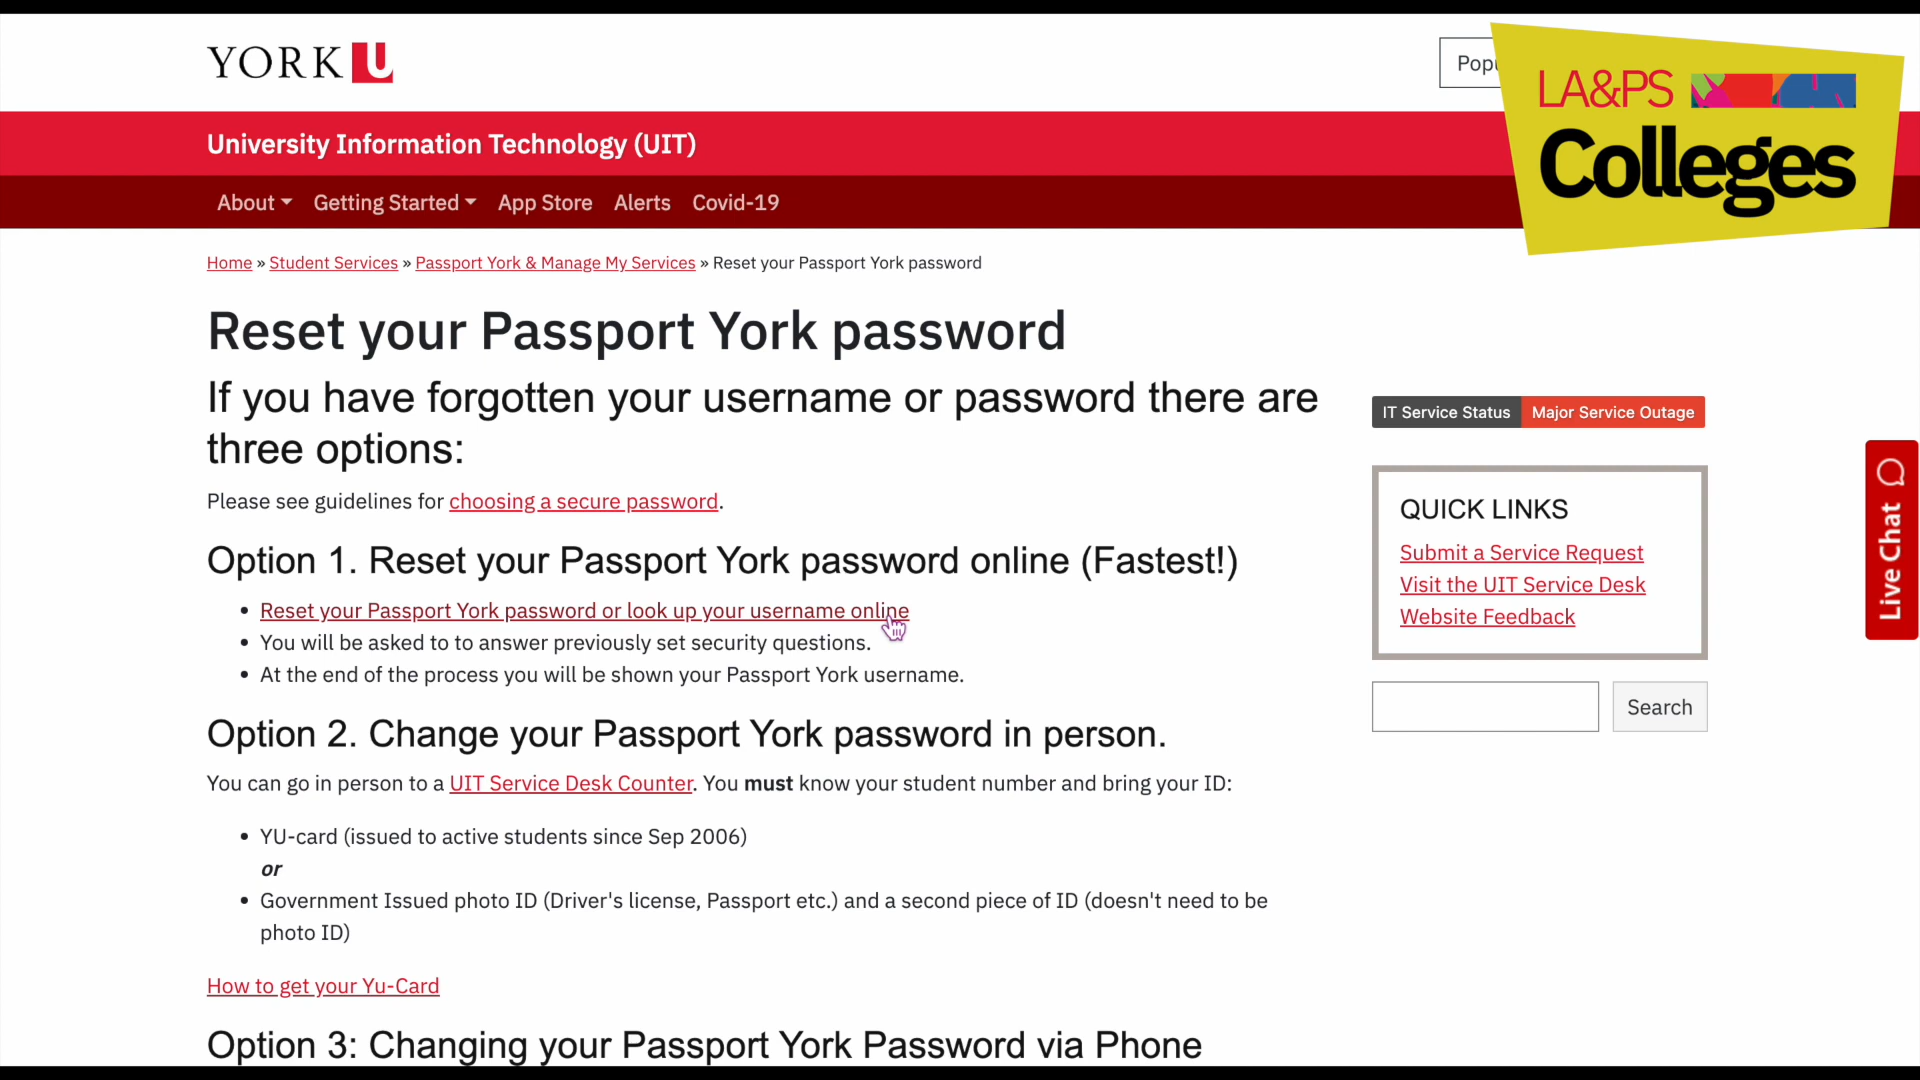 YORK U
Popu
LA&PS
Colleges
University Information Technology (UIT)
About Getting Started App Store Alerts Covid-19
Home » Student Services » Passport York & Manage My Services » Reset your Passport York password
Reset your Passport York password
If you have forgotten your username or password there are
three options:
Please see guidelines for choosing a secure password.
Option 1. Reset your Passport York password online (Fastest!)
• Reset your Passport York password or look up your username online
• You will be asked to to answer previously set security questions.
• At the end of the process you will be shown your Passport York username.
Option 2. Change your Passport York password in person.
You can go in person to a UIT Service Desk Counter. You must know your student number and bring your ID:
• YU-card (issued to active students since Sep 2006)
or
• Government Issued photo ID (Driver's license, Passport etc.) and a second piece of ID (doesn't need to be
photo ID)
How to get your Yu-Card
Option 3: Changing your Passport York Password via Phone
IT Service Status Major Service Outage
QUICK LINKS
Submit a Service Request
Visit the UIT Service Desk
Website Feedback
Search
Live Chat